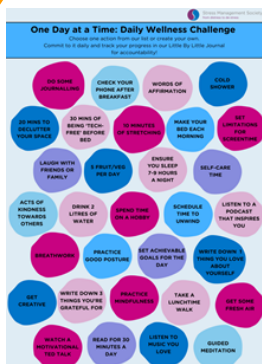 Stress Management Society
One Day at a Time: Daily Wellness Challenge
Choose one action from our list or create your own.
Commit to it daily and track your progress in our Little By Little Journal
for accountability!
DO SOME
JOURNALLING
CHECK YOUR
PHONE AFTER
BREAKFAST
WORDS OF
AFFIRMATION
COLD
SHOWER
20 MINS TO
DECLUTTER
YOUR SPACE
30 MINS OF
BEING 'TECH-
FREE' BEFORE
BED
10 MINUTES
OF STRETCHING
MAKE YOUR
BED EACH
MORNING
SET
LIMITATIONS
FOR
SCREENTIME
LAUGH WITH
FRIENDS OR
FAMILY
5 FRUIT/VEG
PER DAY
ENSURE
YOU SLEEP
7-9 HOURS
A NIGHT
SELF-CARE
TIME
ACTS OF
KINDNESS
TOWARDS
OTHERS
DRINK 2
LITRES OF
WATER
SPEND TIME
ON A HOBBY
SCHEDULE
TIME TO
UNWIND
LISTEN TO A
PODCAST
THAT INSPIRES
YOU
BREATHWORK
PRACTICE
GOOD POSTURE
SET ACHIEVABLE
GOALS FOR THE
DAY
WRITE DOWN 1
THING YOU LOVE
ABOUT
YOURSELF
GET
CREATIVE
WRITE DOWN 3
THINGS YOU'RE
GRATEFUL FOR
PRACTICE
MINDFULNESS
TAKE A
LUNCHTIME
WALK
GET SOME
FRESH AIR
WATCH A
MOTIVATIONAL
TED TALK
READ FOR 30
MINUTES A
DAY
LISTEN TO
MUSIC YOU
LOVE
GUIDED
MEDITATION